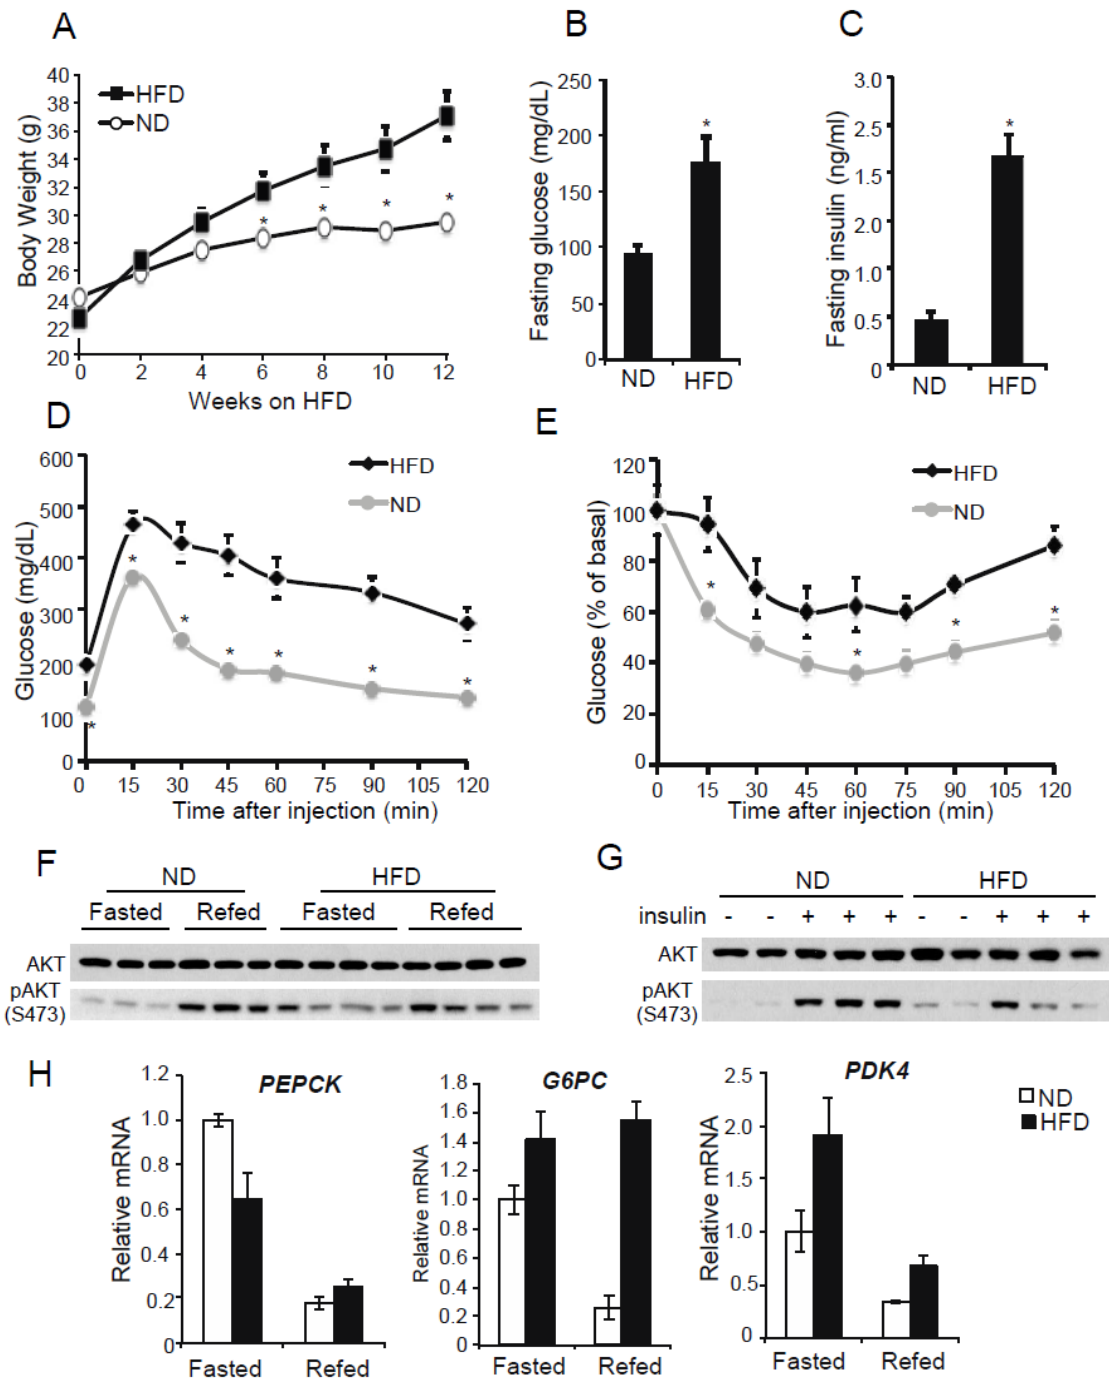 A
B
C
40
38
36
34
32
30
28
26
24
22
20
Body Weight (g)
HFD
ND
*
*
*
*
0
2
4
6
8
10
12
Weeks on HFD
250
200
150
100
50
0
Fasting glucose (mg/dL)
*
ND
HFD
3.0
2.5
1.5
2.0
1.0
0.5
0
Fasting insulin (ng/ml)
*
ND
HFD
D
E
600
500
400
300
200
100
0
Glucose (mg/dL)
HFD
ND
*
*
*
*
*
*
*
0
15
30
45
60
75
90
105
120
Time after injection (min)
120
100
80
60
40
20
0
Glucose (% of basal)
HFD
ND
*
*
*
*
0
15
30
45
60
75
90
105
120
Time after injection (min)
F
ND
HFD
Fasted
Refed
Fasted
Refed
AKT
pAKT
(S473)
G
ND
HFD
insulin - - + + + - - + + +
AKT
pAKT
(S473)
H
PEPCK
1.2
1.0
0.8
0.6
0.4
0.2
0
Relative mRNA
Fasted
Refed
G6PC
1.8
1.6
1.4
1.2
1.0
0.8
0.6
0.4
0.2
0
Relative mRNA
Fasted
Refed
PDK4
2.5
2.0
1.5
1.0
0.5
0
Relative mRNA
Fasted
Refed
ND
HFD